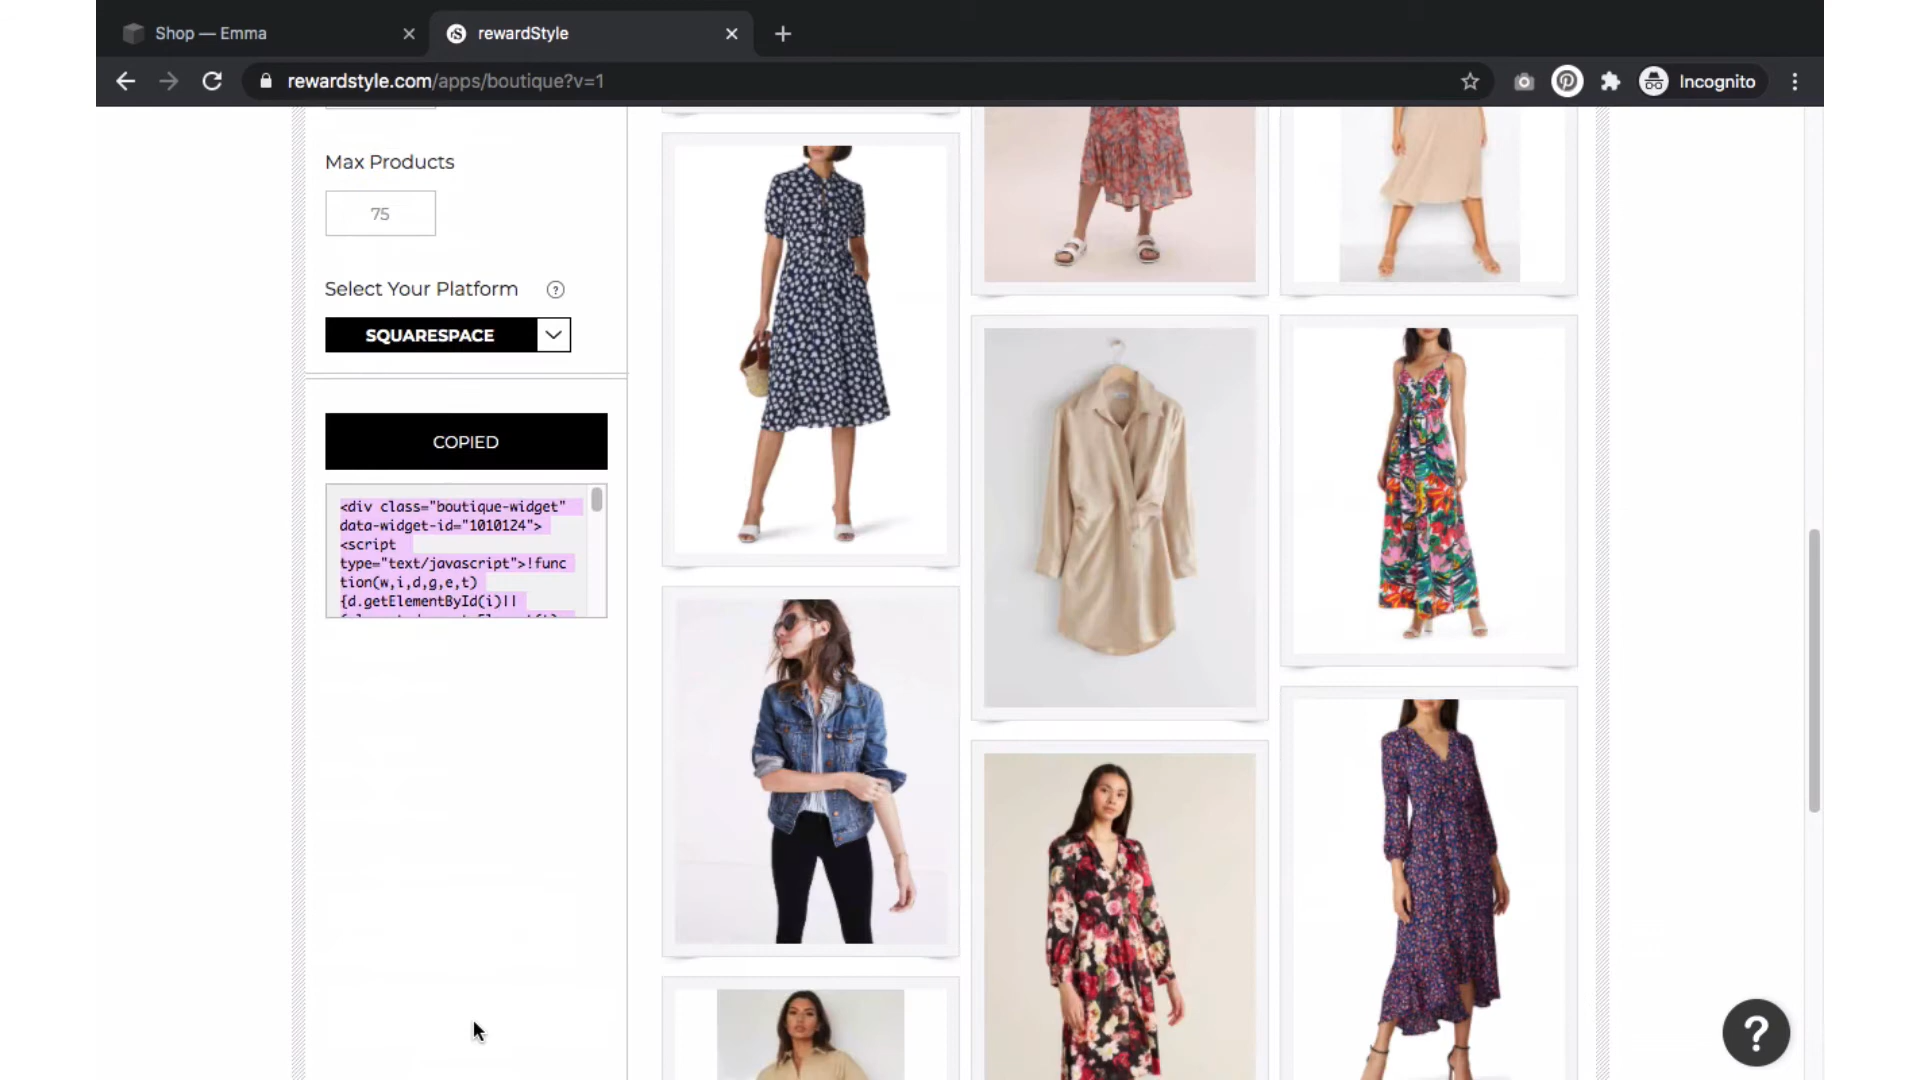 Shop — Emma
rewardStyle
rewardstyle.com/apps/boutique?v=1
Incognito
Max Products
75
Select Your Platform ?
SQUARESPACE
COPIED
<div class="boutique-widget"
data-widget-id="1010124">
<script
type="text/javascript">!func
tion(w,i,d,g,e,t)
{d.getElementById(i)||
?